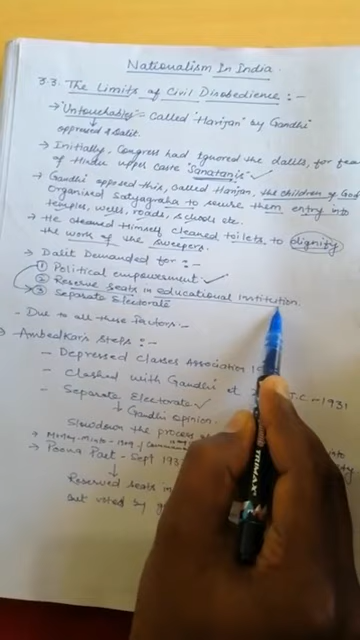 Nationalism In India
3.3. The Limits of Civil Disobedience :-
→ 'Untouchables' = called 'Harijan' by Gandhi
oppressed & Dalit.
→ Initially, Congress had ignored the dalits, for fear
of Hindu upper caste 'Sanatanis' ✓
→ Gandhi opposed this, called Harijan, the children of God
Organised Satyagraha to secure them entry into
temples, wells, roads, schools etc.
→ He cleaned Himself cleaned toilets to dignify
the work of the sweepers.
→ Dalit Demanded for :-
① Political empowerment ✓
② Reserve seats in educational institution
③ Separate Electorate
- Due to all these Factors :-
→ Ambedkar's steps :-
- Depressed Classes Association
- Clashed with Gandhi at T.C. - 1931
- Separate Electorate ✓
↓ Gandhi opinion.
Slowdown the process into
→ Poona Pact - Sept 193
↓
Reserved seats in
but voted by
TRIMAX